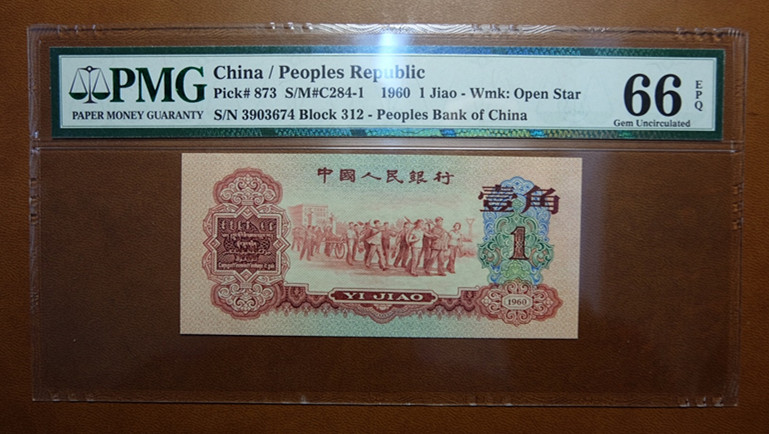 PMG
PAPER MONEY GUARANTY
China / Peoples Republic
Pick# 873 S/M#C284-1 1960 1 Jiao - Wmk: Open Star
S/N 3903674 Block 312 - Peoples Bank of China
66
EPQ
Gem Uncirculated
中國人民銀行
壹角
1
YI JIAO
1960